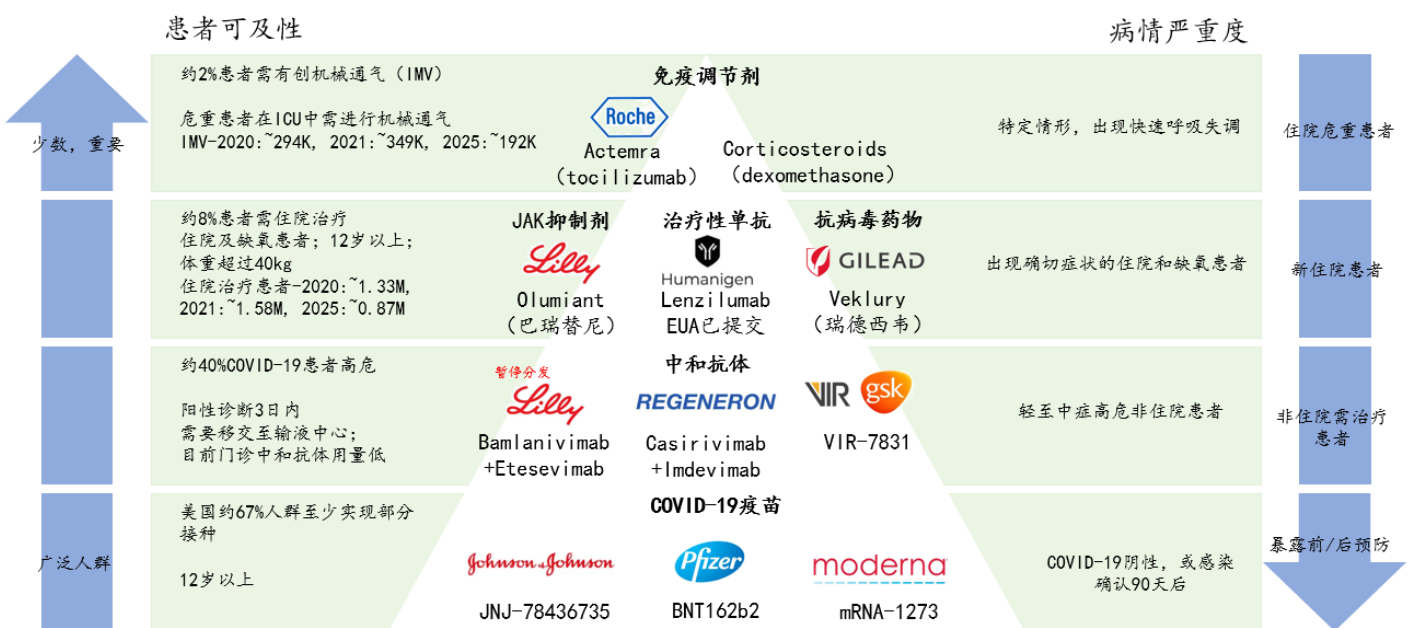 患者可及性
病情严重度
少数，重要
约2%患者需有创机械通气（IMV）
危重患者在ICU中需进行机械通气
IMV-2020:~294K, 2021:~349K, 2025:~192K
免疫调节剂
Roche
Actemra
（tocilizumab）
Corticosteroids
（dexomethasone）
特定情形，出现快速呼吸失调
住院危重患者
约8%患者需住院治疗
住院及缺氧患者；12岁以上；
体重超过40kg
住院治疗患者-2020:~1.33M,
2021:~1.58M, 2025:~0.87M
JAK抑制剂
Lilly
Olumiant
（巴瑞替尼）
治疗性单抗
Humanigen
Lenzilumab
EUA已提交
抗病毒药物
GILEAD
Veklury
（瑞德西韦）
出现确切症状的住院和缺氧患者
新住院患者
约40%COVID-19患者高危
阳性诊断3日内
需要移交至输液中心；
目前门诊中和抗体用量低
中和抗体
暂停分发
Lilly
Bamlanivimab
+Etesevimab
REGENERON
Casirivimab
+Imdevimab
VIR gsk
VIR-7831
轻至中症高危非住院患者
非住院需治疗
患者
广泛人群
美国约67%人群至少实现部分
接种
12岁以上
COVID-19疫苗
Johnson&Johnson
JNJ-78436735
Pfizer
BNT162b2
moderna
mRNA-1273
COVID-19阴性，或感染
确认90天后
暴露前/后预防